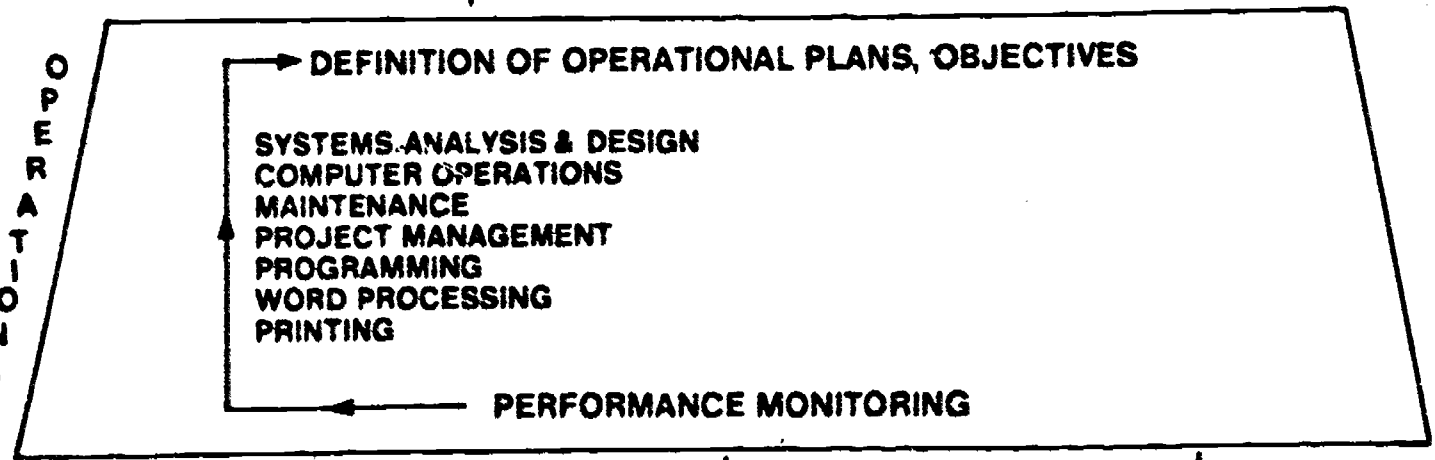 OPERATION
DEFINITION OF OPERATIONAL PLANS, OBJECTIVES
SYSTEMS ANALYSIS & DESIGN
COMPUTER OPERATIONS
MAINTENANCE
PROJECT MANAGEMENT
PROGRAMMING
WORD PROCESSING
PRINTING
PERFORMANCE MONITORING